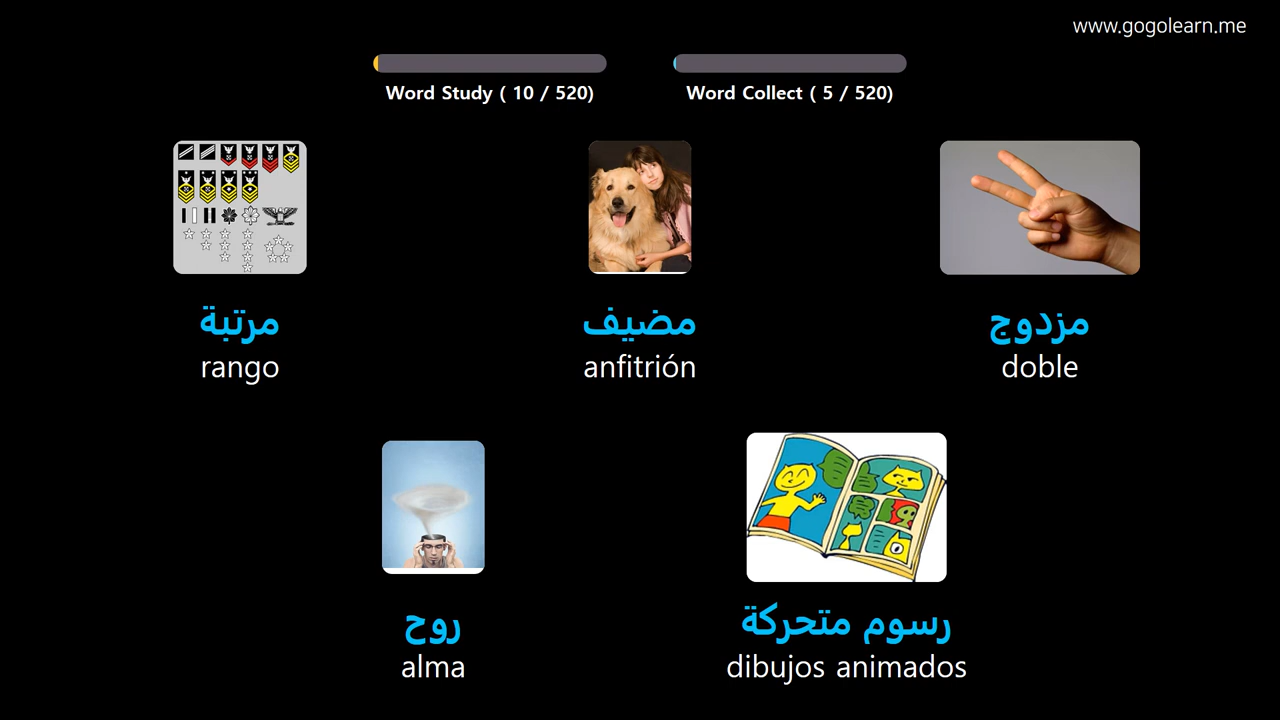 www.gogolearn.me
Word Study ( 10 / 520)
Word Collect ( 5 / 520)
مرتبة
rango
مضيف
anfitrión
مزدوج
doble
روح
alma
رسوم متحركة
dibujos animados